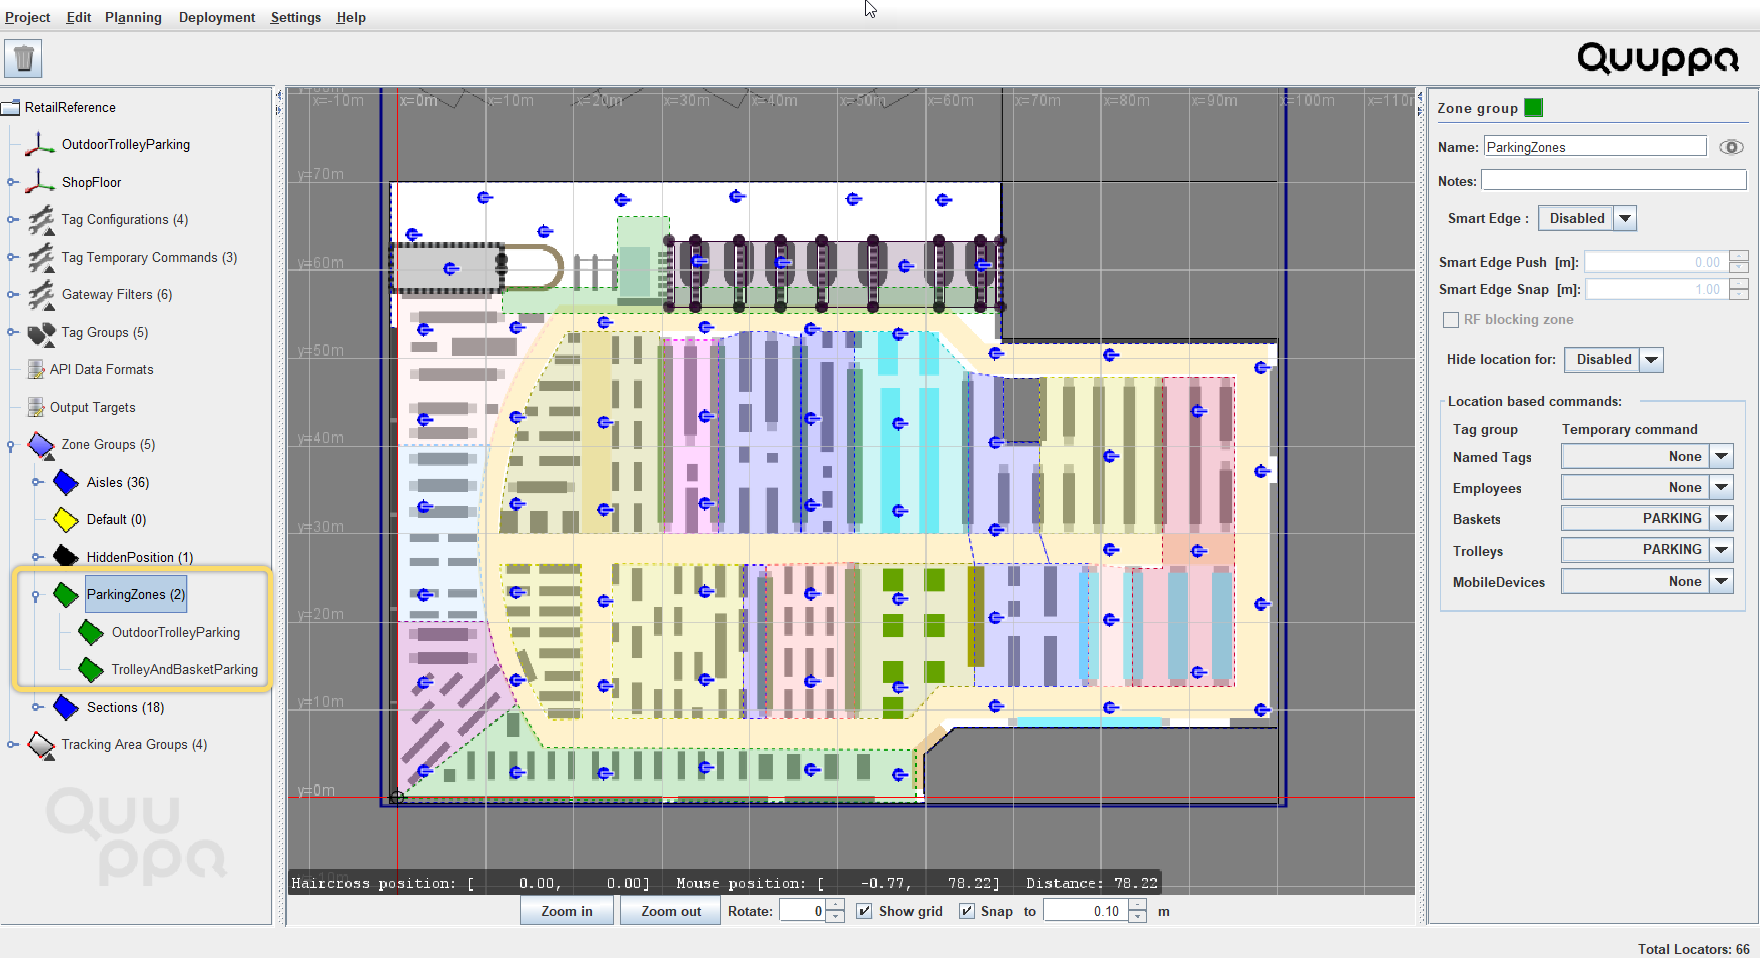 Project Edit Planning Deployment Settings Help
Quuppa
RetailReference
OutdoorTrolleyParking
ShopFloor
Tag Configurations (4)
Tag Temporary Commands (3)
Gateway Filters (6)
Tag Groups (5)
API Data Formats
Output Targets
Zone Groups (5)
Aisles (36)
Default (0)
HiddenPosition (1)
ParkingZones (2)
OutdoorTrolleyParking
TrolleyAndBasketParking
Sections (18)
Tracking Area Groups (4)
Quuppa
x=-10m x=0m x=10m x=20m x=30m x=40m x=50m x=60m x=70m x=80m x=90m x=100m
y=70m
y=60m
y=50m
y=40m
y=30m
y=20m
y=10m
y=0m
Haircross position: [ 0.00, 0.00] Mouse position: [ -0.77, 78.22] Distance: 78.22
Zoom in Zoom out Rotate: 0 Show grid Snap to 0.10 m
Zone group
Name: ParkingZones
Notes:
Smart Edge : Disabled
Smart Edge Push [m]: 0.00
Smart Edge Snap [m]: 1.00
RF blocking zone
Hide location for: Disabled
Location based commands:
Tag group Temporary command
Named Tags None
Employees None
Baskets PARKING
Trolleys PARKING
MobileDevices None
Total Locators: 66